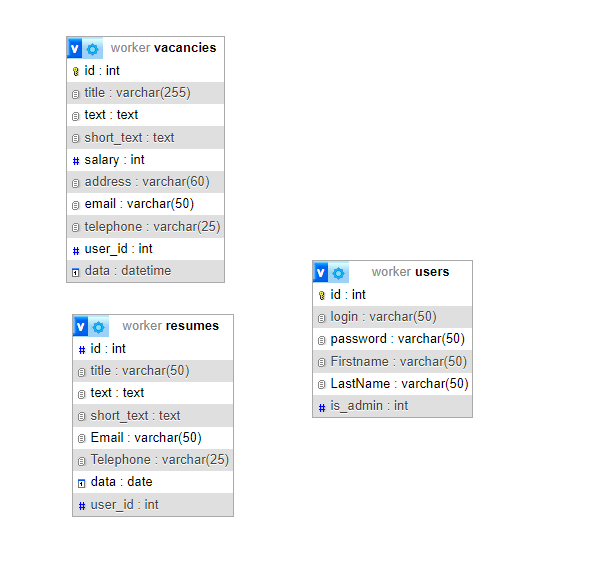 v worker vacancies
id : int
title : varchar(255)
text : text
short_text : text
# salary : int
address : varchar(60)
email : varchar(50)
telephone : varchar(25)
# user_id : int
data : datetime
v worker resumes
# id : int
title : varchar(50)
text : text
short_text : text
Email : varchar(50)
Telephone : varchar(25)
data : date
# user_id : int
v worker users
id : int
login : varchar(50)
password : varchar(50)
Firstname : varchar(50)
LastName : varchar(50)
# is_admin : int